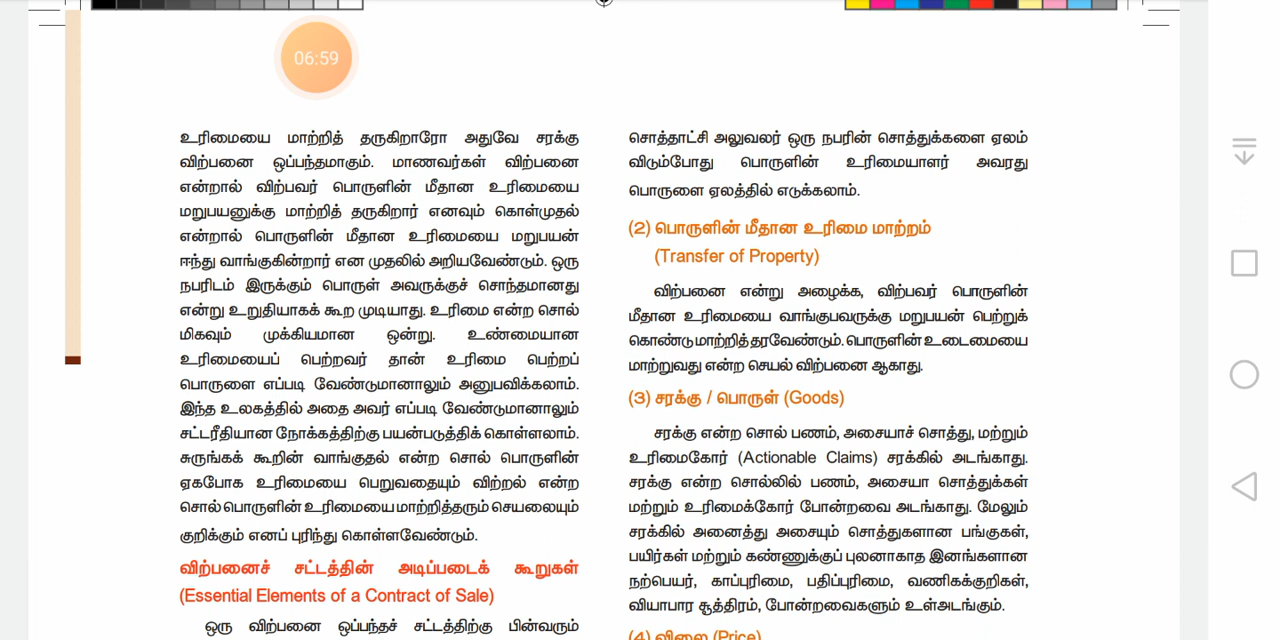 06:59
உரிமையை மாற்றித் தருகிறாரோ அதுவே சரக்கு
விற்பனை ஒப்பந்தமாகும். மாணவர்கள் விற்பனை
என்றால் விற்பவர் பொருளின் மீதான உரிமையை
மறுபயனுக்கு மாற்றித் தருகிறார் எனவும் கொள்முதல்
என்றால் பொருளின் மீதான உரிமையை மறுபயன்
ஈந்து வாங்குகின்றார் என முதலில் அறியவேண்டும். ஒரு
நபரிடம் இருக்கும் பொருள் அவருக்குச் சொந்தமானது
என்று உறுதியாகக் கூற முடியாது. உரிமை என்ற சொல்
மிகவும் முக்கியமான ஒன்று. உண்மையான
உரிமையைப் பெற்றவர் தான் உரிமை பெற்றப்
பொருளை எப்படி வேண்டுமானாலும் அனுபவிக்கலாம்.
இந்த உலகத்தில் அதை அவர் எப்படி வேண்டுமானாலும்
சட்டரீதியான நோக்கத்திற்கு பயன்படுத்திக் கொள்ளலாம்.
சுருங்கக் கூறின் வாங்குதல் என்ற சொல் பொருளின்
ஏகபோக உரிமையை பெறுவதையும் விற்றல் என்ற
சொல் பொருளின் உரிமையை மாற்றித்தரும் செயலையும்
குறிக்கும் எனப் புரிந்து கொள்ளவேண்டும்.
விற்பனைச் சட்டத்தின் அடிப்படைக் கூறுகள்
(Essential Elements of a Contract of Sale)
ஒரு விற்பனை ஒப்பந்தச் சட்டத்திற்கு பின்வரும்
சொத்தாட்சி அலுவலர் ஒரு நபரின் சொத்துக்களை ஏலம்
விடும்போது பொருளின் உரிமையாளர் அவரது
பொருளை ஏலத்தில் எடுக்கலாம்.
(2) பொருளின் மீதான உரிமை மாற்றம்
(Transfer of Property)
விற்பனை என்று அழைக்க, விற்பவர் பொருளின்
மீதான உரிமையை வாங்குபவருக்கு மறுபயன் பெற்றுக்
கொண்டு மாற்றித் தரவேண்டும். பொருளின் உடைமையை
மாற்றுவது என்ற செயல் விற்பனை ஆகாது.
(3) சரக்கு / பொருள் (Goods)
சரக்கு என்ற சொல் பணம், அசையாச் சொத்து, மற்றும்
உரிமைகோர் (Actionable Claims) சரக்கில் அடங்காது.
சரக்கு என்ற சொல்லில் பணம், அசையா சொத்துக்கள்
மற்றும் உரிமைக்கோர் போன்றவை அடங்காது. மேலும்
சரக்கில் அனைத்து அசையும் சொத்துகளான பங்குகள்,
பயிர்கள் மற்றும் கண்ணுக்குப் புலனாகாத இனங்களான
நற்பெயர், காப்புரிமை, பதிப்புரிமை, வணிகக்குறிகள்,
வியாபார சூத்திரம், போன்றவைகளும் உள்அடங்கும்.
(4) விலை (Price)